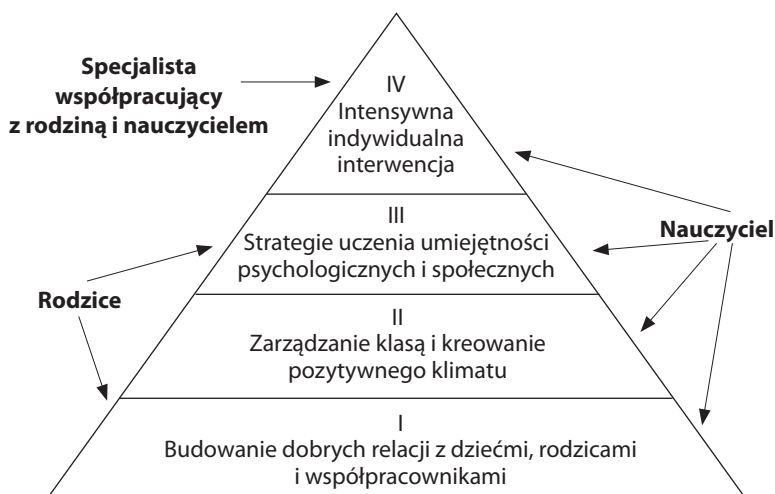 Specjalista
współpracujący
z rodziną i nauczycielem
IV
Intensywna
indywidualna
interwencja
III
Strategie uczenia umiejętności
psychologicznych i społecznych
Nauczyciel
Rodzice
II
Zarządzanie klasą i kreowanie
pozytywnego klimatu
I
Budowanie dobrych relacji z dziećmi, rodzicami
i współpracownikami